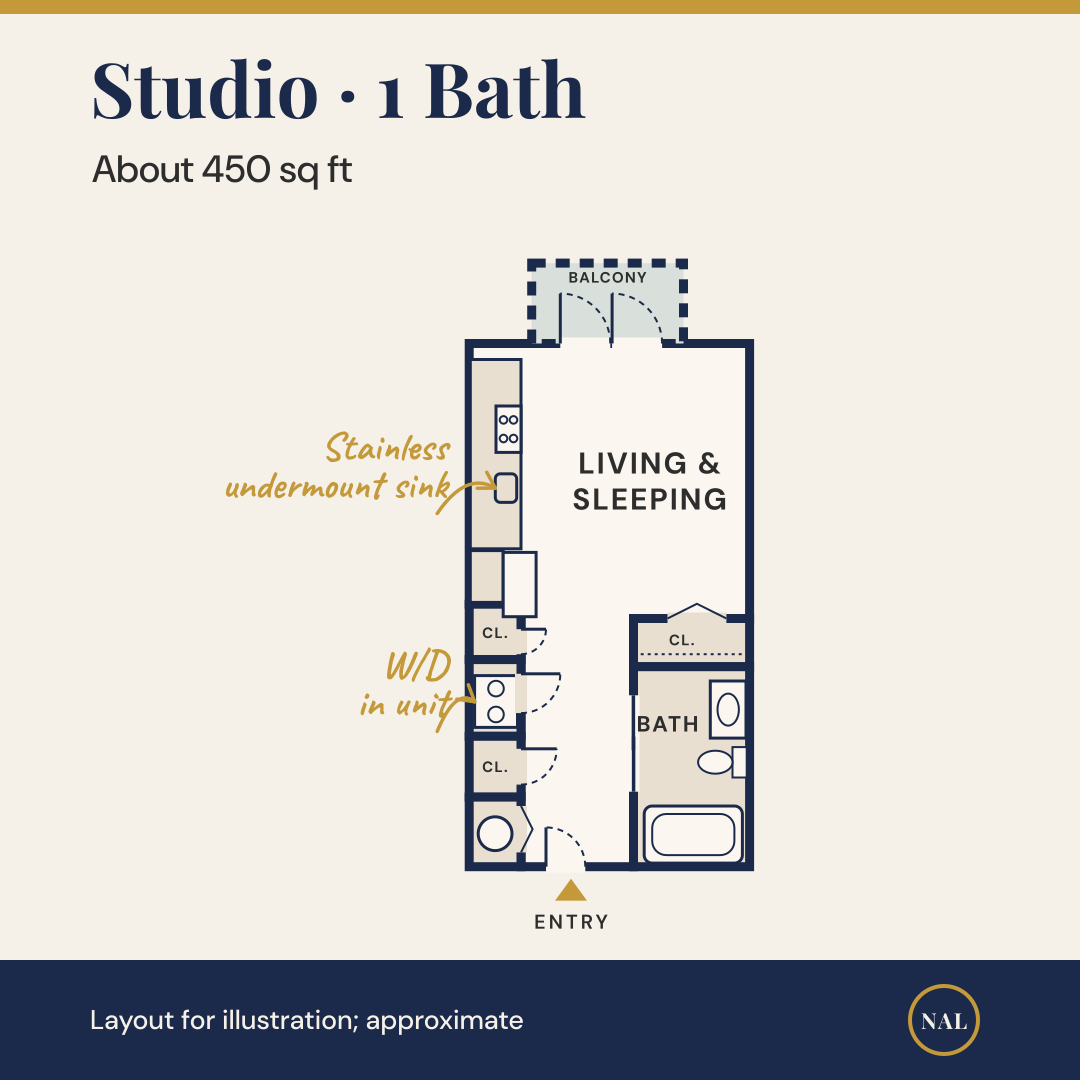 Studio · 1 Bath
About 450 sq ft
BALCONY
Stainless
undermount sink
LIVING &
SLEEPING
CL.
CL.
W/D
in unit
BATH
CL.
ENTRY
Layout for illustration; approximate
NAL